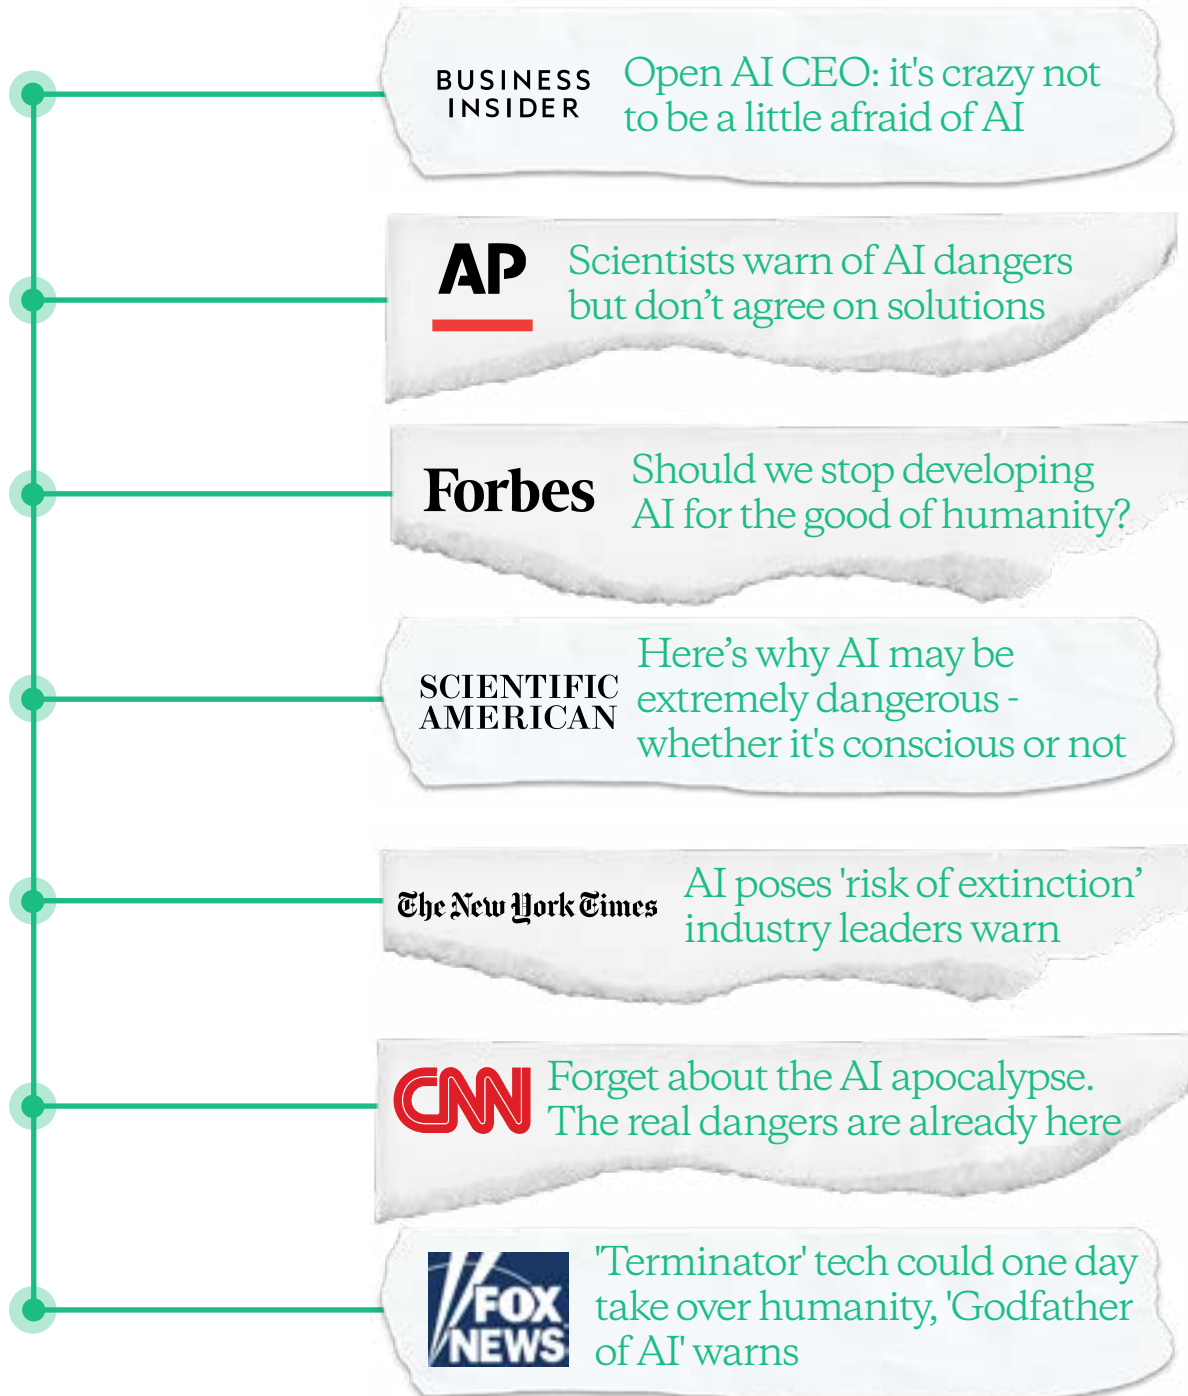 BUSINESS
INSIDER
Open AI CEO: it's crazy not
to be a little afraid of AI
AP
Scientists warn of AI dangers
but don’t agree on solutions
Forbes
Should we stop developing
AI for the good of humanity?
SCIENTIFIC
AMERICAN
Here’s why AI may be
extremely dangerous -
whether it's conscious or not
The New York Times
AI poses 'risk of extinction’
industry leaders warn
CNN
Forget about the AI apocalypse.
The real dangers are already here
FOX
NEWS
'Terminator' tech could one day
take over humanity, 'Godfather
of AI' warns